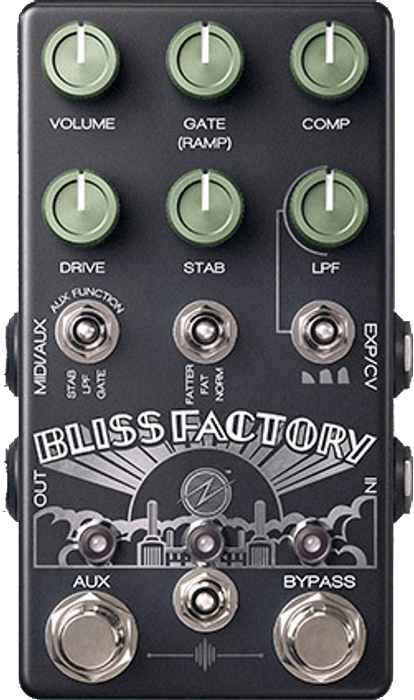 VOLUME
GATE
(RAMP)
COMP
DRIVE
STAB
LPF
AUX FUNCTION
MIDI/AUX
STAB
LPF
GATE
FATTER
FAT
NORM
EXP/CV
BLISS FACTORY
OUT
IN
AUX
BYPASS